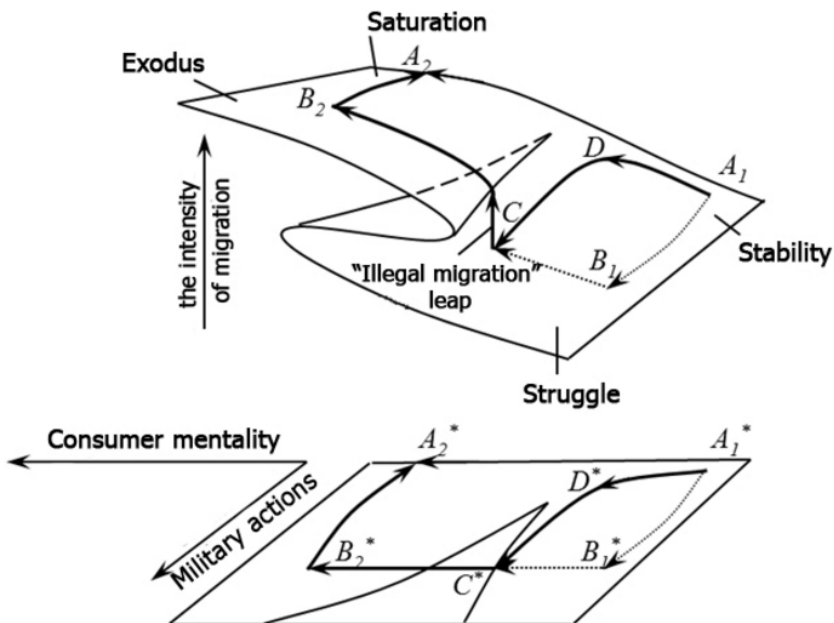 Saturation
Exodus
A₂
B₂
D
A₁
the intensity
of migration
C
Stability
"Illegal migration"
leap
B₁
Struggle
Consumer mentality
A₂*
A₁*
Military actions
D*
B₂*
B₁*
C*